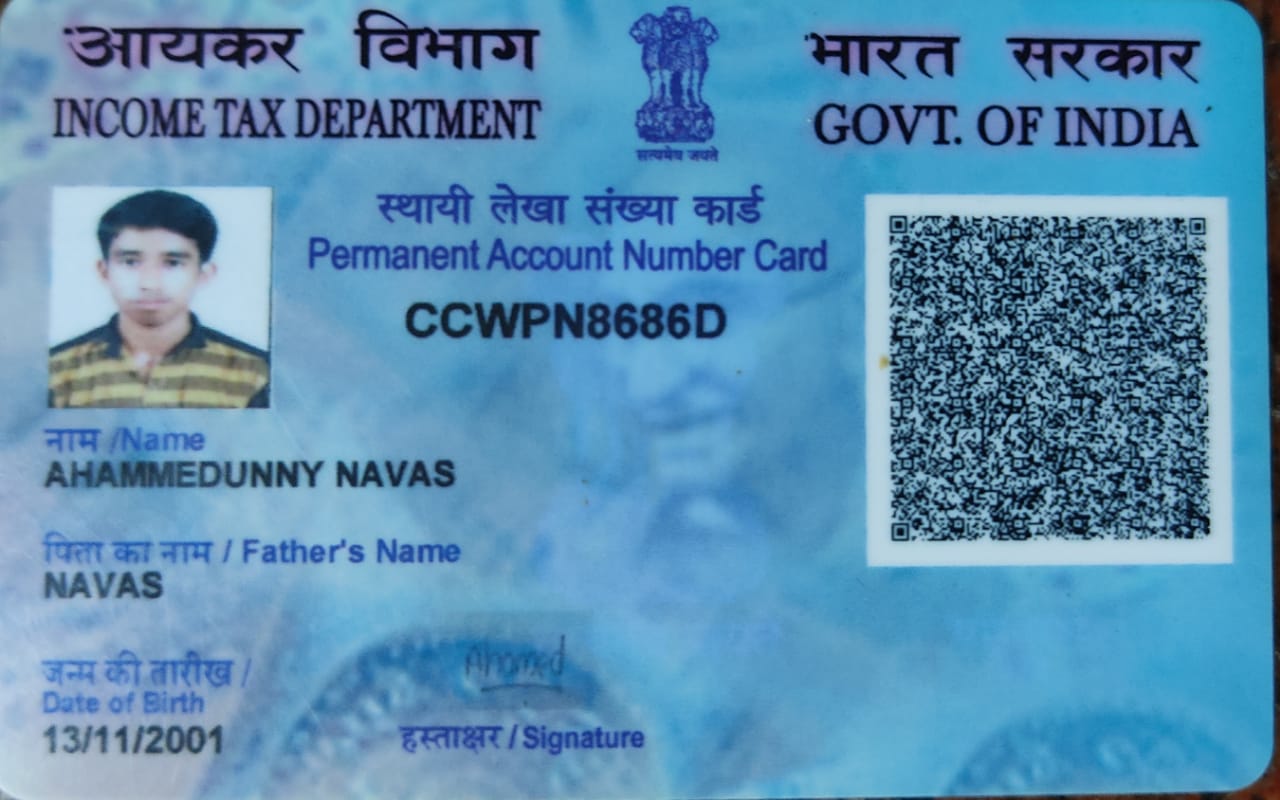 आयकर विभाग
INCOME TAX DEPARTMENT
सत्यमेव जयते
भारत सरकार
GOVT. OF INDIA
स्थायी लेखा संख्या कार्ड
Permanent Account Number Card
CCWPN8686D
नाम /Name
AHAMMEDUNNY NAVAS
पिता का नाम / Father's Name
NAVAS
जन्म की तारीख /
Date of Birth
13/11/2001
Ahamed
हस्ताक्षर / Signature